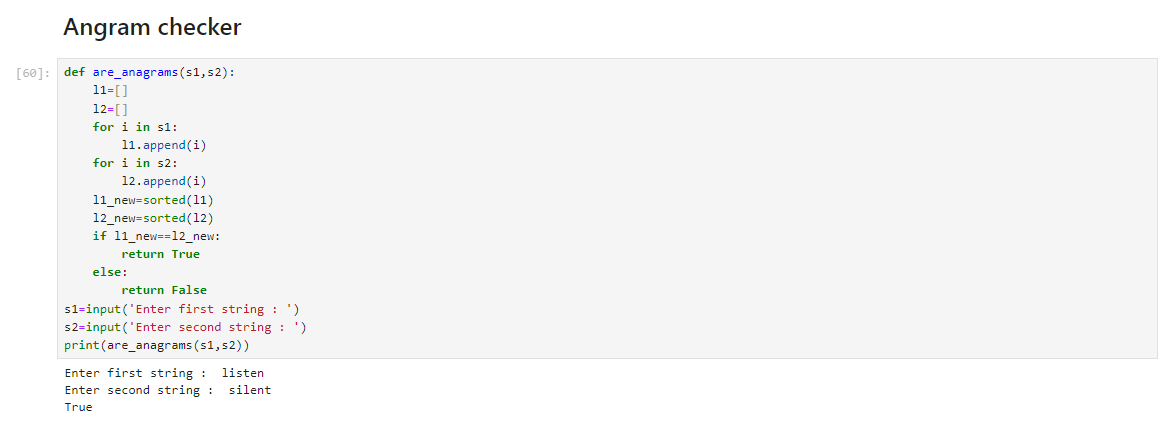 Angram checker
[60]: def are_anagrams(s1,s2):
    l1=[]
    l2=[]
    for i in s1:
        l1.append(i)
    for i in s2:
        l2.append(i)
    l1_new=sorted(l1)
    l2_new=sorted(l2)
    if l1_new==l2_new:
        return True
    else:
        return False
s1=input('Enter first string : ')
s2=input('Enter second string : ')
print(are_anagrams(s1,s2))
Enter first string :  listen
Enter second string :  silent
True